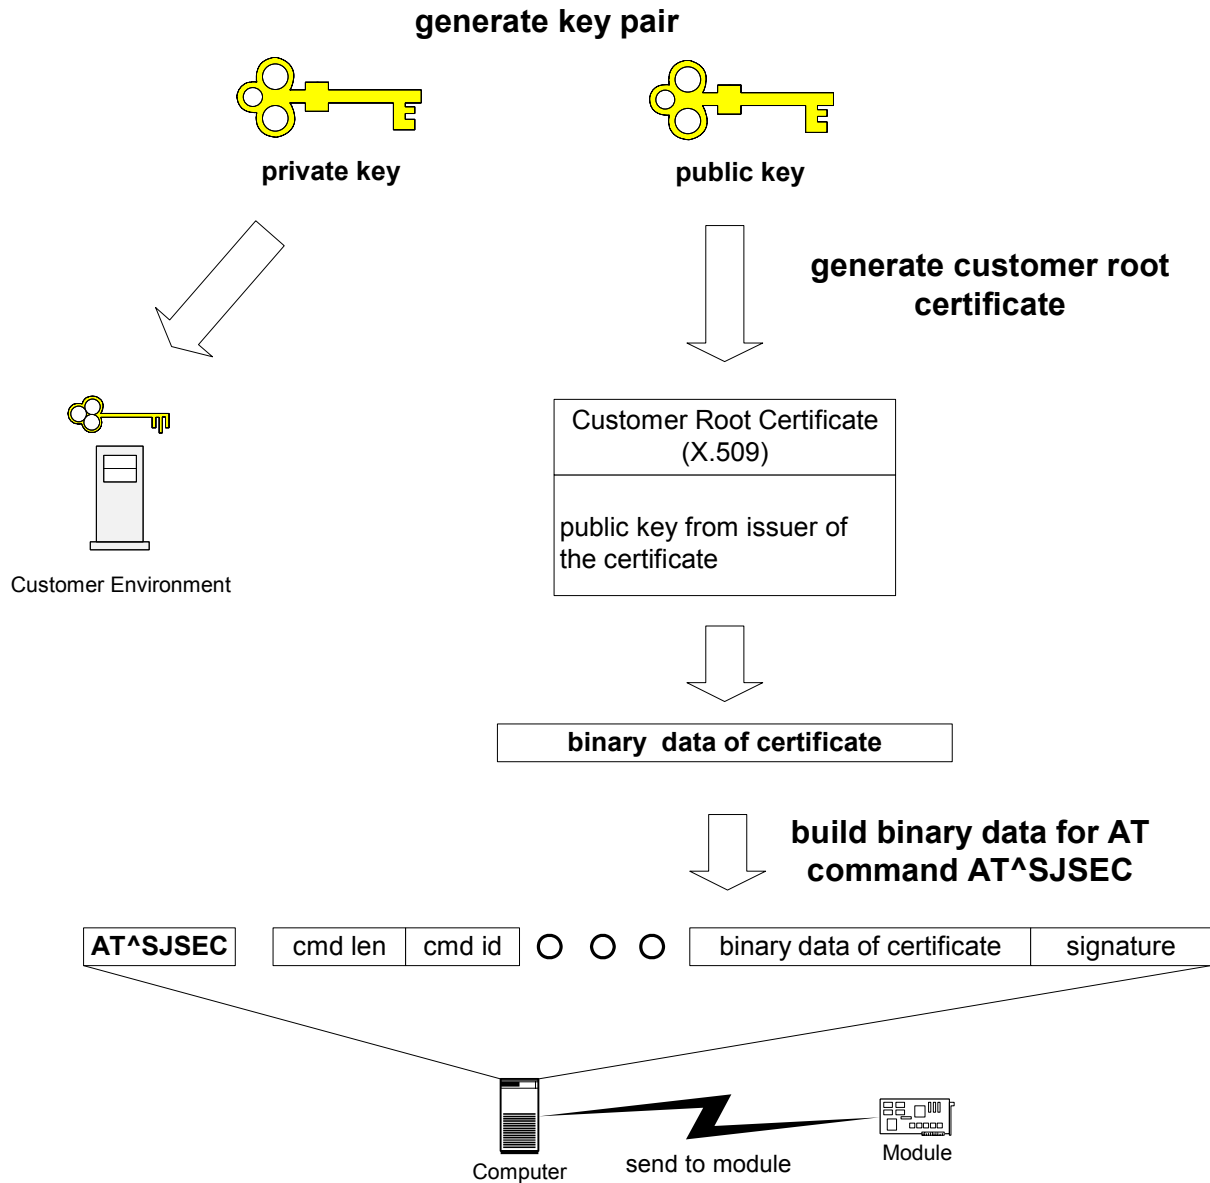 generate key pair
private key
public key
generate customer root
certificate
Customer Root Certificate
(X.509)
public key from issuer of
the certificate
Customer Environment
binary data of certificate
build binary data for AT
command AT^SJSEC
AT^SJSEC
cmd len
cmd id
binary data of certificate
signature
Computer
send to module
Module